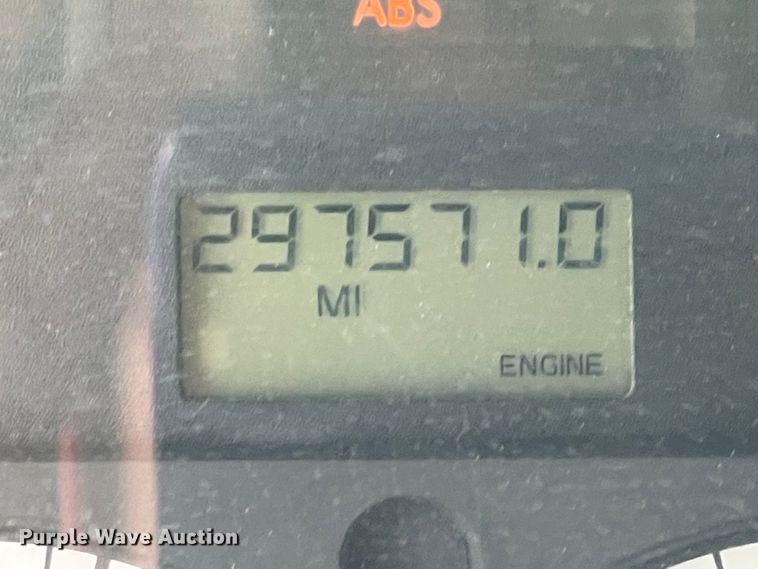 ABS
297571.0
MI
ENGINE
Purple Wave Auction